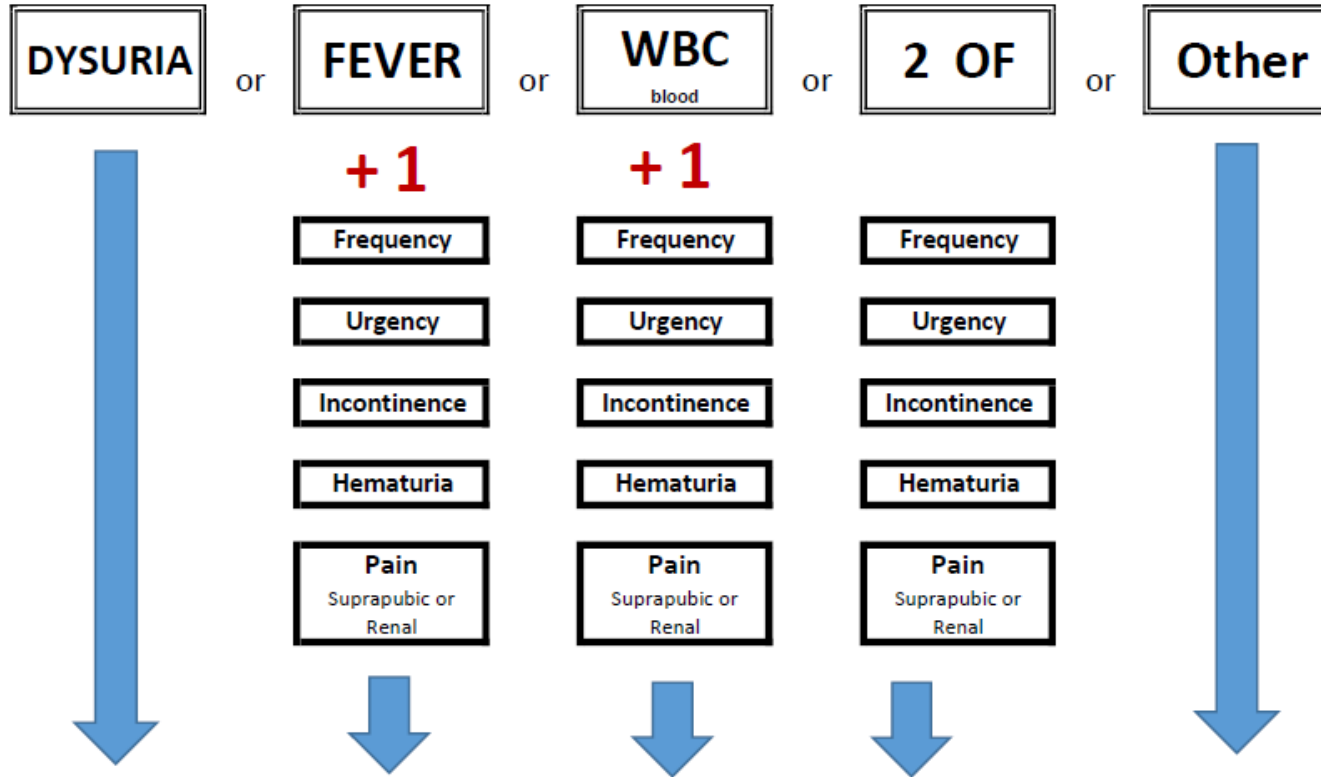 DYSURIA or FEVER or WBC or 2 OF or Other
blood
+ 1 + 1
Frequency Frequency Frequency
Urgency Urgency Urgency
Incontinence Incontinence Incontinence
Hematuria Hematuria Hematuria
Pain Pain Pain
Suprapubic or Suprapubic or Suprapubic or
Renal Renal Renal